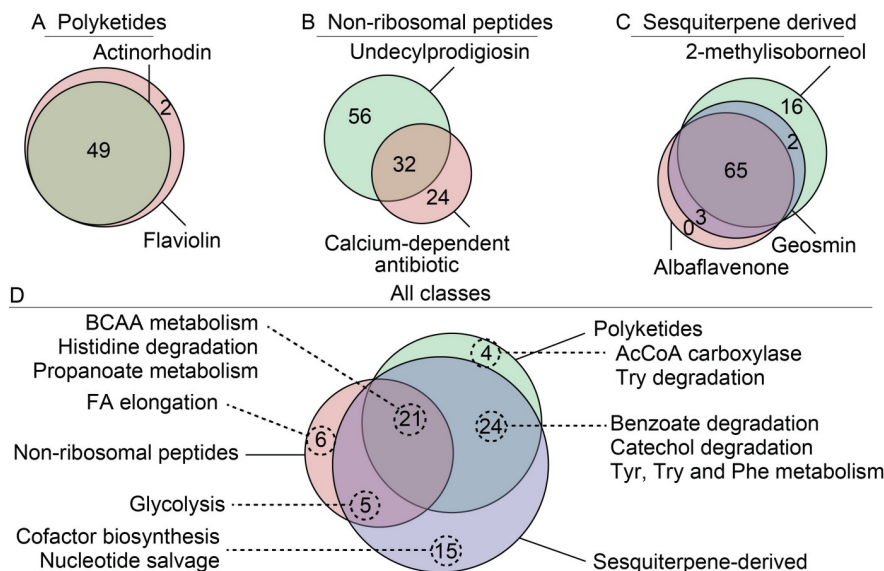 A Polyketides
Actinorhodin
2
49
Flaviolin
B Non-ribosomal peptides
Undecylprodigiosin
56
32
24
Calcium-dependent
antibiotic
C Sesquiterpene derived
2-methylisoborneol
16
2
65
3
0
Geosmin
Albaflavenone
D All classes
BCAA metabolism
Histidine degradation
Propanoate metabolism
FA elongation
6
Non-ribosomal peptides
Glycolysis
5
Cofactor biosynthesis
Nucleotide salvage
15
21
24
4
Polyketides
AcCoA carboxylase
Try degradation
Benzoate degradation
Catechol degradation
Tyr, Try and Phe metabolism
Sesquiterpene-derived